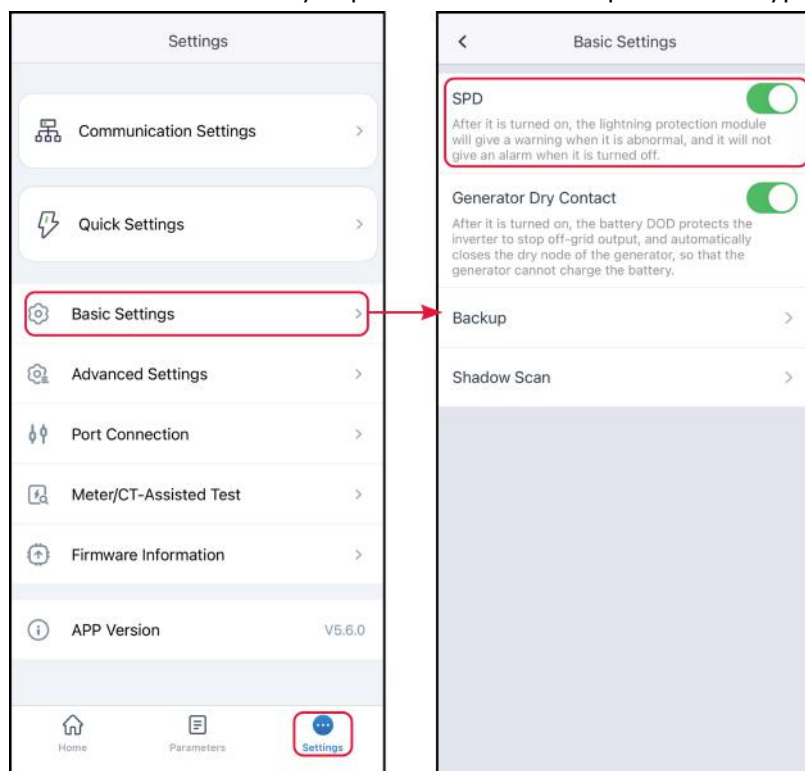 Settings
Communication Settings
Quick Settings
Basic Settings
Advanced Settings
Port Connection
Meter/CT-Assisted Test
Firmware Information
APP Version V5.6.0
Home Parameters Settings
Basic Settings
SPD
After it is turned on, the lightning protection module
will give a warning when it is abnormal, and it will not
give an alarm when it is turned off.
Generator Dry Contact
After it is turned on, the battery DOD protects the
inverter to stop off-grid output, and automatically
closes the dry node of the generator, so that the
generator cannot charge the battery.
Backup
Shadow Scan